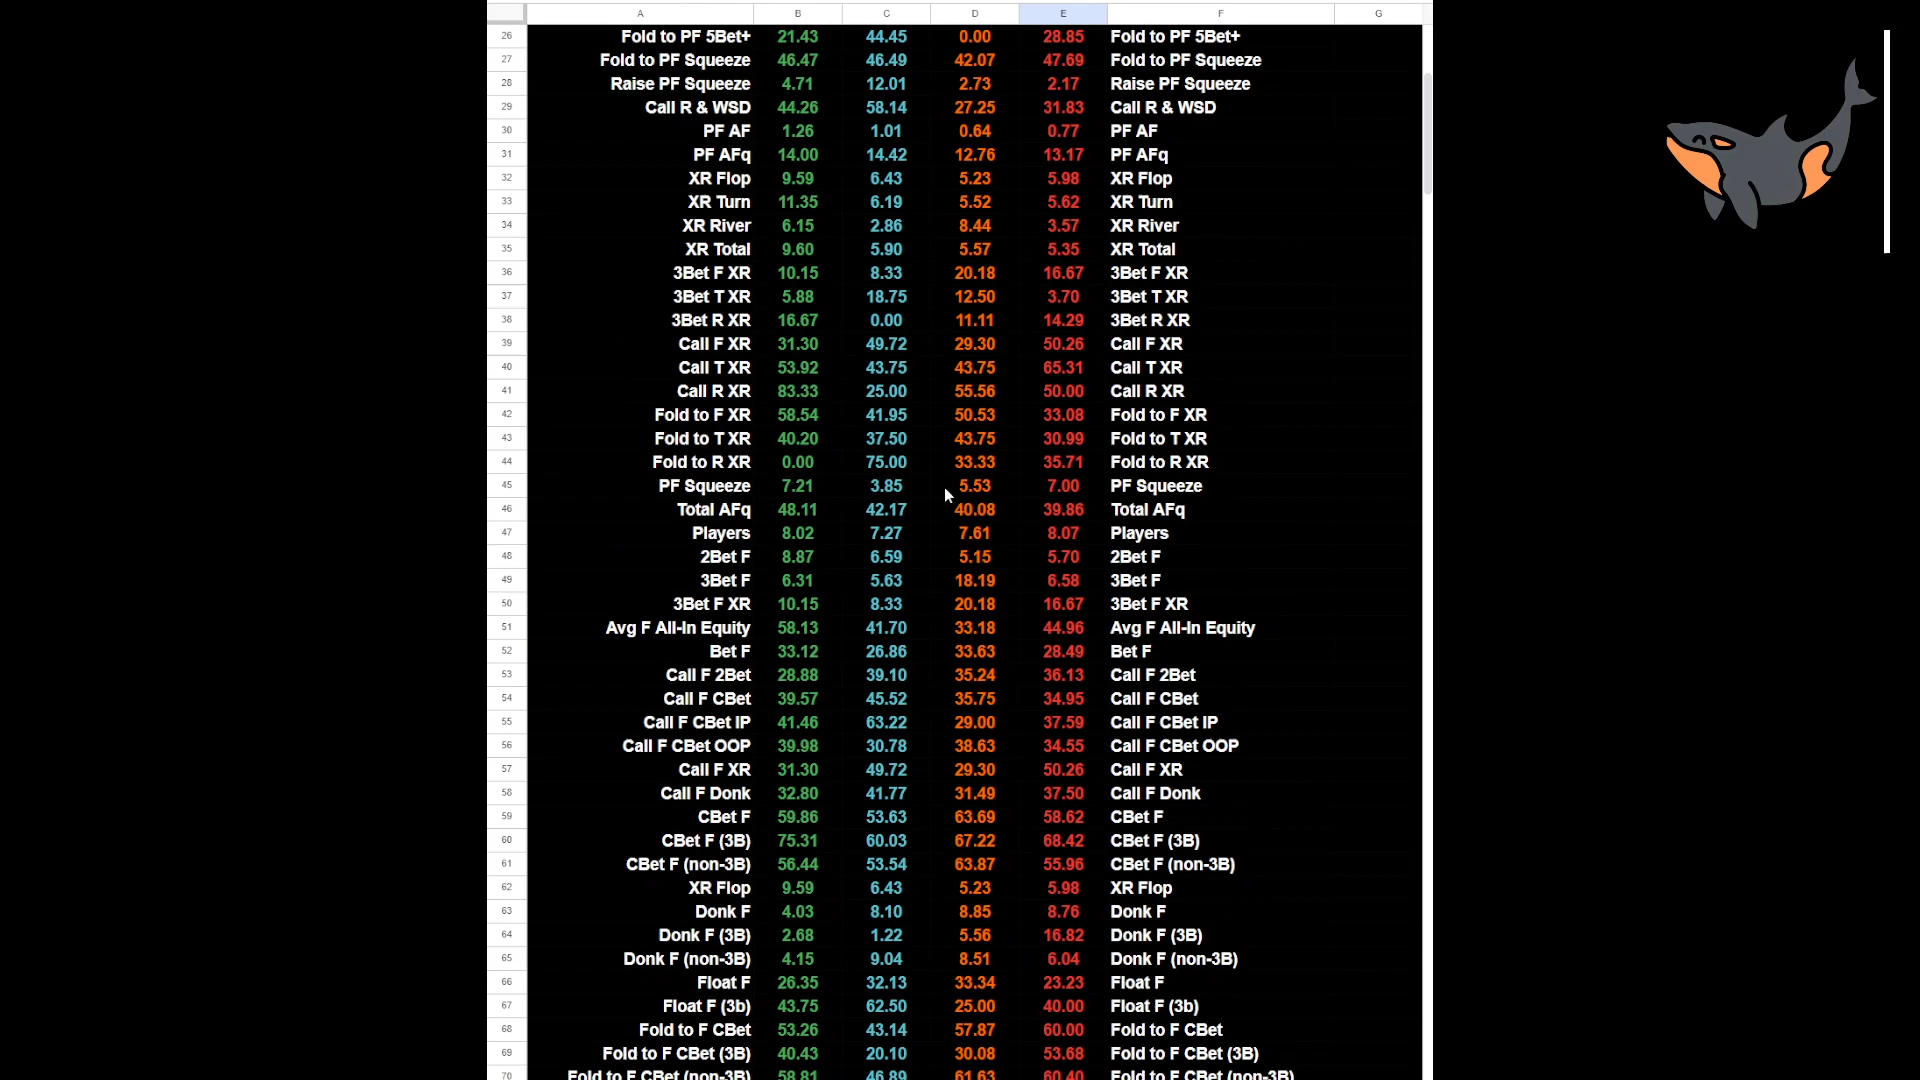 A B C D E F G
26 Fold to PF 5Bet+ 21.43 44.45 0.00 28.85 Fold to PF 5Bet+
27 Fold to PF Squeeze 46.47 46.49 42.07 47.69 Fold to PF Squeeze
28 Raise PF Squeeze 4.71 12.01 2.73 2.17 Raise PF Squeeze
29 Call R & WSD 44.26 58.14 27.25 31.83 Call R & WSD
30 PF AF 1.26 1.01 0.64 0.77 PF AF
31 PF AFq 14.00 14.42 12.76 13.17 PF AFq
32 XR Flop 9.59 6.43 5.23 5.98 XR Flop
33 XR Turn 11.35 6.19 5.52 5.62 XR Turn
34 XR River 6.15 2.86 8.44 3.57 XR River
35 XR Total 9.60 5.90 5.57 5.35 XR Total
36 3Bet F XR 10.15 8.33 20.18 16.67 3Bet F XR
37 3Bet T XR 5.88 18.75 12.50 3.70 3Bet T XR
38 3Bet R XR 16.67 0.00 11.11 14.29 3Bet R XR
39 Call F XR 31.30 49.72 29.30 50.26 Call F XR
40 Call T XR 53.92 43.75 43.75 65.31 Call T XR
41 Call R XR 83.33 25.00 55.56 50.00 Call R XR
42 Fold to F XR 58.54 41.95 50.53 33.08 Fold to F XR
43 Fold to T XR 40.20 37.50 43.75 30.99 Fold to T XR
44 Fold to R XR 0.00 75.00 33.33 35.71 Fold to R XR
45 PF Squeeze 7.21 3.85 5.53 7.00 PF Squeeze
46 Total AFq 48.11 42.17 40.08 39.86 Total AFq
47 Players 8.02 7.27 7.61 8.07 Players
48 2Bet F 8.87 6.59 5.15 5.70 2Bet F
49 3Bet F 6.31 5.63 18.19 6.58 3Bet F
50 3Bet F XR 10.15 8.33 20.18 16.67 3Bet F XR
51 Avg F All-In Equity 58.13 41.70 33.18 44.96 Avg F All-In Equity
52 Bet F 33.12 26.86 33.63 28.49 Bet F
53 Call F 2Bet 28.88 39.10 35.24 36.13 Call F 2Bet
54 Call F CBet 39.57 45.52 35.75 34.95 Call F CBet
55 Call F CBet IP 41.46 63.22 29.00 37.59 Call F CBet IP
56 Call F CBet OOP 39.98 30.78 38.63 34.55 Call F CBet OOP
57 Call F XR 31.30 49.72 29.30 50.26 Call F XR
58 Call F Donk 32.80 41.77 31.49 37.50 Call F Donk
59 CBet F 59.86 53.63 63.69 58.62 CBet F
60 CBet F (3B) 75.31 60.03 67.22 68.42 CBet F (3B)
61 CBet F (non-3B) 56.44 53.54 63.87 55.96 CBet F (non-3B)
62 XR Flop 9.59 6.43 5.23 5.98 XR Flop
63 Donk F 4.03 8.10 8.85 8.76 Donk F
64 Donk F (3B) 2.68 1.22 5.56 16.82 Donk F (3B)
65 Donk F (non-3B) 4.15 9.04 8.51 6.04 Donk F (non-3B)
66 Float F 26.35 32.13 33.34 23.23 Float F
67 Float F (3b) 43.75 62.50 25.00 40.00 Float F (3b)
68 Fold to F CBet 53.26 43.14 57.87 60.00 Fold to F CBet
69 Fold to F CBet (3B) 40.43 20.10 30.08 53.68 Fold to F CBet (3B)
70 Fold to F CBet (non-3B) 58.81 46.89 61.63 60.40 Fold to F CBet (non-3B)